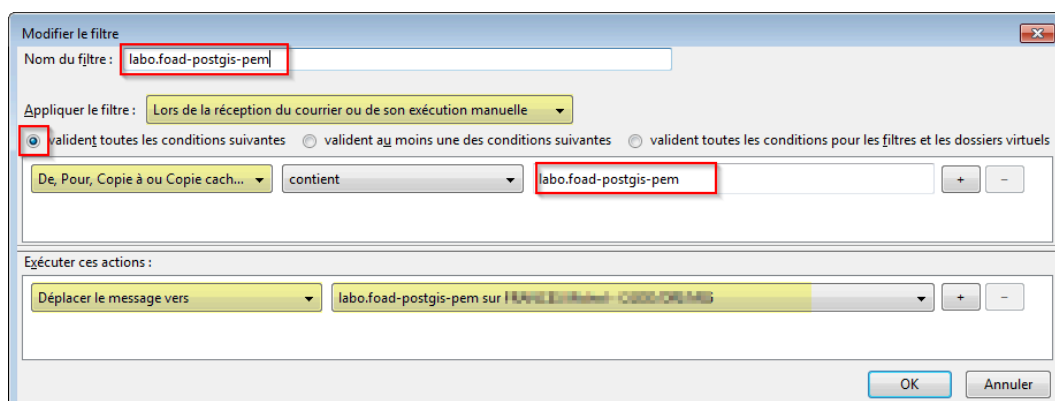 Modifier le filtre
Nom du filtre : labo.foad-postgis-pem
Appliquer le filtre : Lors de la réception du courrier ou de son exécution manuelle
valident toutes les conditions suivantes valident au moins une des conditions suivantes valident toutes les conditions pour les filtres et les dossiers virtuels
De, Pour, Copie à ou Copie cach... contient labo.foad-postgis-pem + −
Exécuter ces actions :
Déplacer le message vers labo.foad-postgis-pem sur + −
OK Annuler